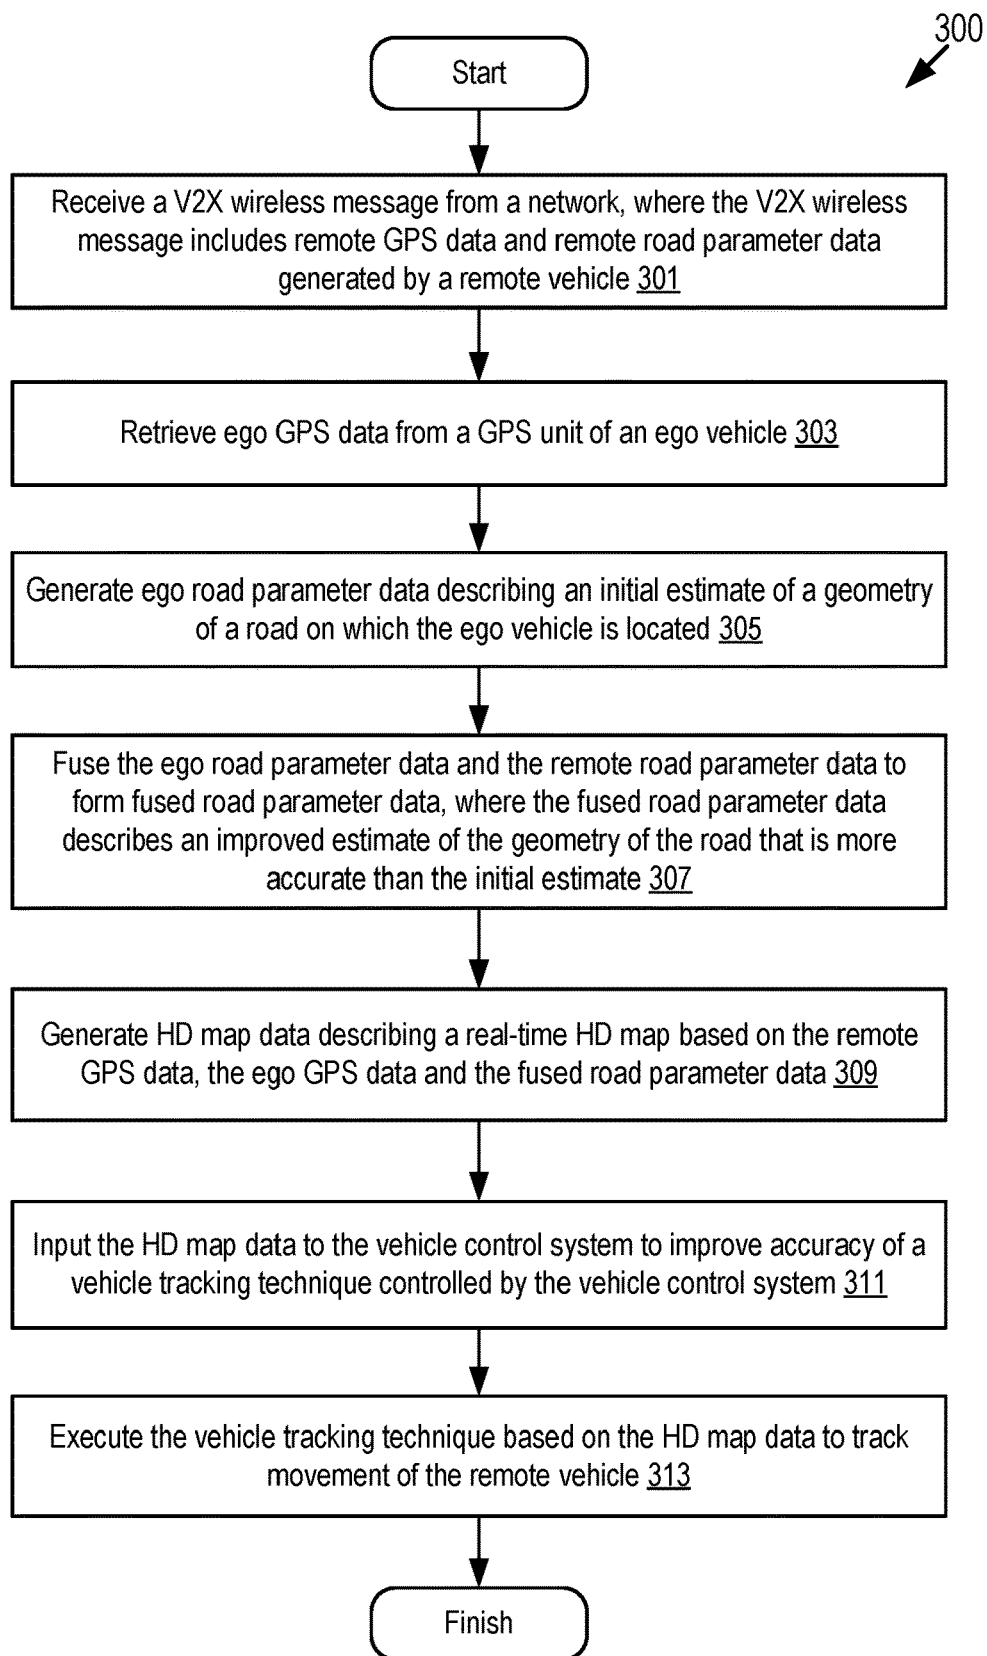 300
Start
Receive a V2X wireless message from a network, where the V2X wireless
message includes remote GPS data and remote road parameter data
generated by a remote vehicle 301
Retrieve ego GPS data from a GPS unit of an ego vehicle 303
Generate ego road parameter data describing an initial estimate of a geometry
of a road on which the ego vehicle is located 305
Fuse the ego road parameter data and the remote road parameter data to
form fused road parameter data, where the fused road parameter data
describes an improved estimate of the geometry of the road that is more
accurate than the initial estimate 307
Generate HD map data describing a real-time HD map based on the remote
GPS data, the ego GPS data and the fused road parameter data 309
Input the HD map data to the vehicle control system to improve accuracy of a
vehicle tracking technique controlled by the vehicle control system 311
Execute the vehicle tracking technique based on the HD map data to track
movement of the remote vehicle 313
Finish